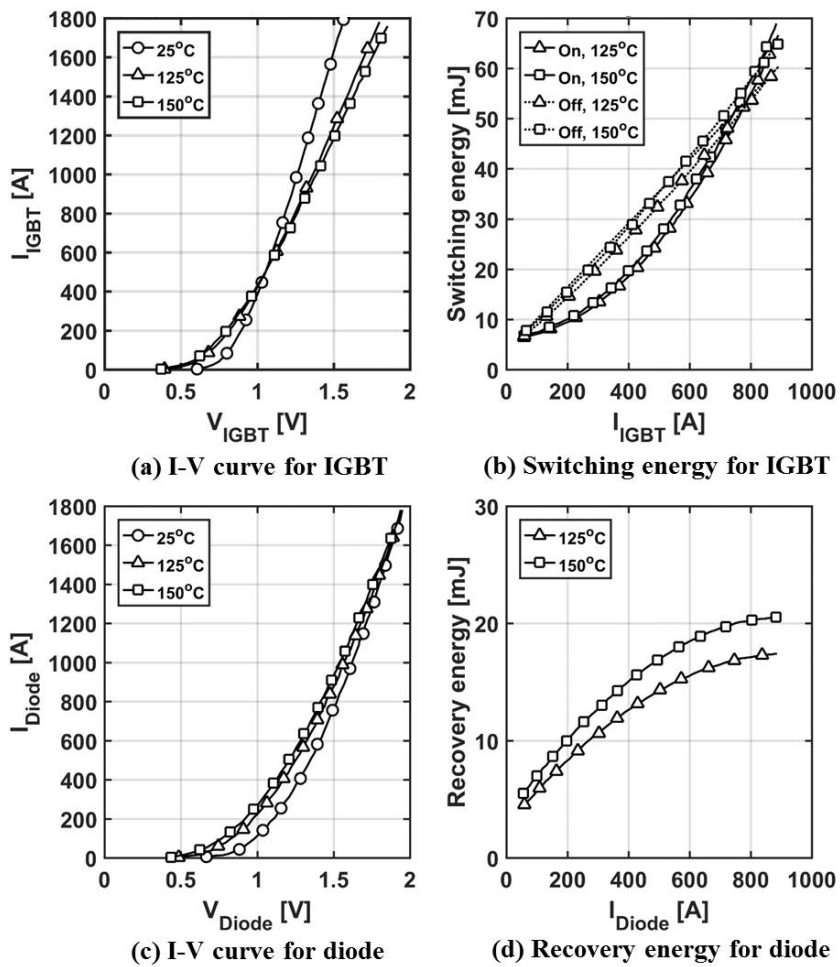 1800
1600
1400
1200
1000
800
600
400
200
0
I_IGBT [A]
25°C
125°C
150°C
0 0.5 1 1.5 2
V_IGBT [V]
(a) I-V curve for IGBT
70
60
50
40
30
20
10
0
Switching energy [mJ]
On, 125°C
On, 150°C
Off, 125°C
Off, 150°C
0 200 400 600 800 1000
I_IGBT [A]
(b) Switching energy for IGBT
1800
1600
1400
1200
1000
800
600
400
200
0
I_Diode [A]
25°C
125°C
150°C
0 0.5 1 1.5 2
V_Diode [V]
(c) I-V curve for diode
30
20
10
0
Recovery energy [mJ]
125°C
150°C
0 200 400 600 800 1000
I_Diode [A]
(d) Recovery energy for diode